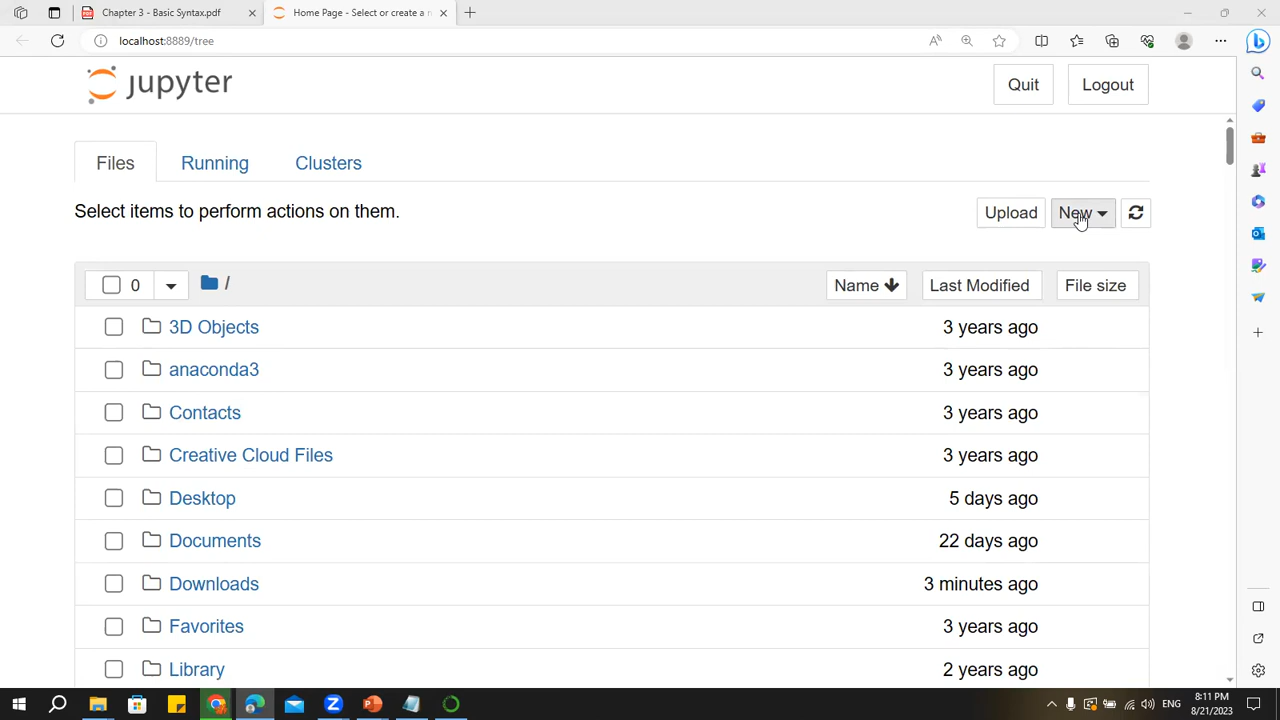 Chapter 3 - Basic Syntax.pdf
Home Page - Select or create a n
localhost:8889/tree
jupyter
Quit
Logout
Files
Running
Clusters
Select items to perform actions on them.
Upload
New
0
/
Name
Last Modified
File size
3D Objects
3 years ago
anaconda3
3 years ago
Contacts
3 years ago
Creative Cloud Files
3 years ago
Desktop
5 days ago
Documents
22 days ago
Downloads
3 minutes ago
Favorites
3 years ago
Library
2 years ago
ENG
8:11 PM
8/21/2023